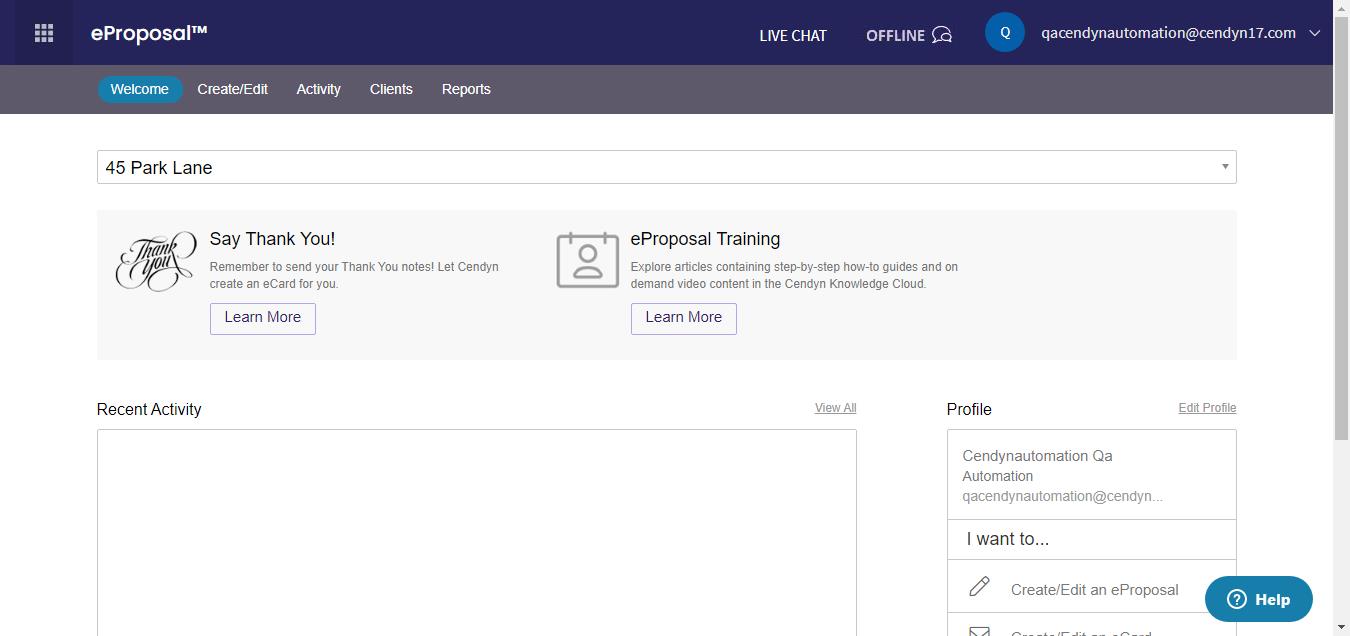 eProposal™
LIVE CHAT
OFFLINE
Q
qacendynautomation@cendyn17.com
Welcome
Create/Edit
Activity
Clients
Reports
45 Park Lane
Thank
You
Say Thank You!
Remember to send your Thank You notes! Let Cendyn
create an eCard for you.
Learn More
eProposal Training
Explore articles containing step-by-step how-to guides and on
demand video content in the Cendyn Knowledge Cloud.
Learn More
Recent Activity
View All
Profile
Edit Profile
Cendynautomation Qa
Automation
qacendynautomation@cendyn...
I want to...
Create/Edit an eProposal
Create/Edit an eCard
Help